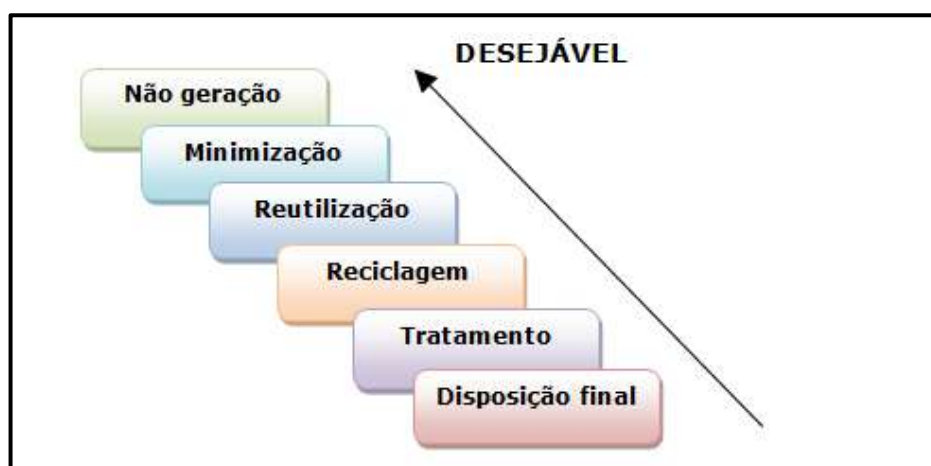 DESEJÁVEL
Não geração
Minimização
Reutilização
Reciclagem
Tratamento
Disposição final